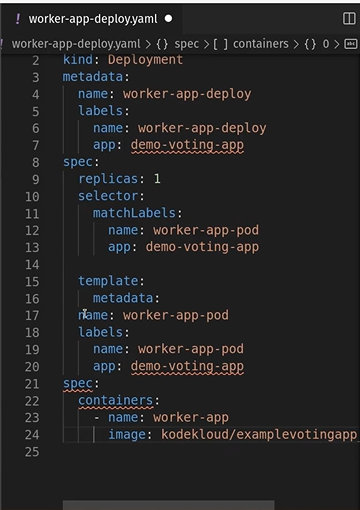 ! worker-app-deploy.yaml ●
! worker-app-deploy.yaml > {} spec > [ ] containers > {} 0 > abc
2 kind: Deployment
3 metadata:
4   name: worker-app-deploy
5   labels:
6     name: worker-app-deploy
7     app: demo-voting-app
8 spec:
9   replicas: 1
10   selector:
11     matchLabels:
12       name: worker-app-pod
13       app: demo-voting-app
14
15   template:
16     metadata:
17   name: worker-app-pod
18   labels:
19     name: worker-app-pod
20     app: demo-voting-app
21 spec:
22   containers:
23     - name: worker-app
24       image: kodekloud/examplevotingapp
25